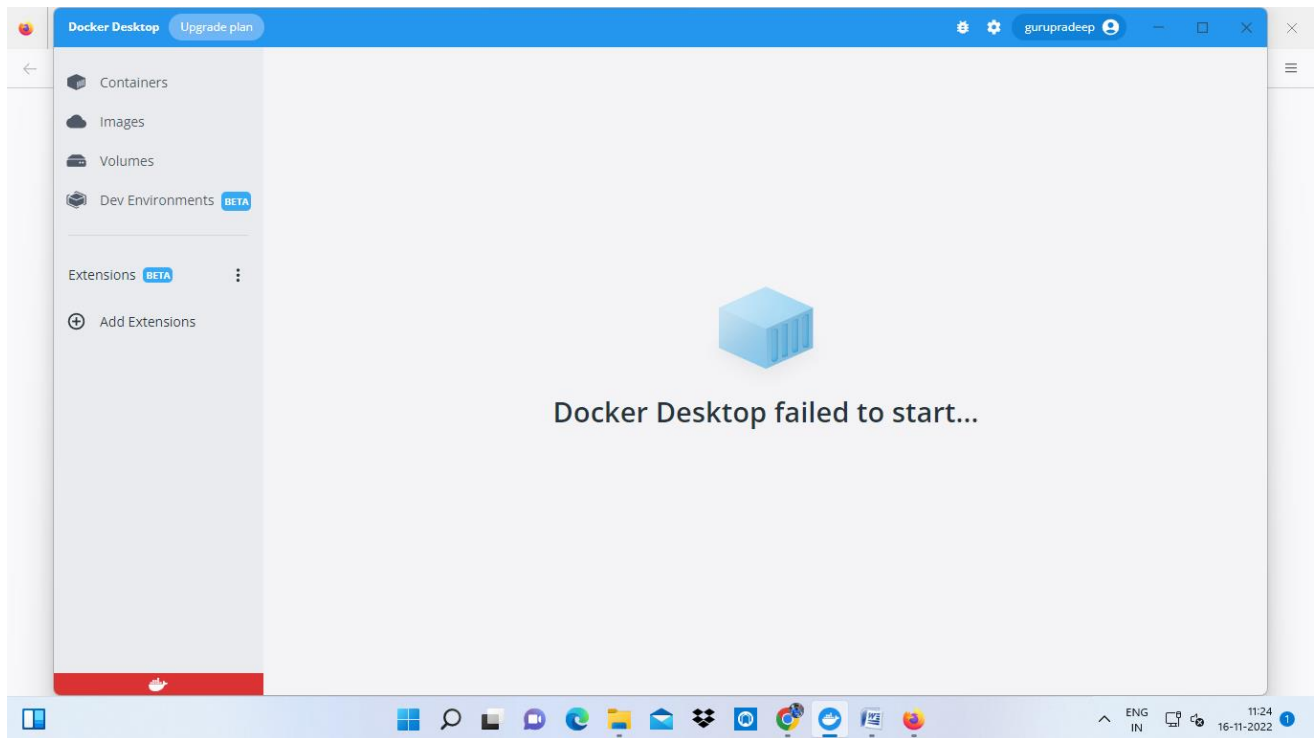 Docker Desktop Upgrade plan gurupradeep
Containers
Images
Volumes
Dev Environments BETA
Extensions BETA
Add Extensions
Docker Desktop failed to start...
ENG
IN
11:24
16-11-2022
1